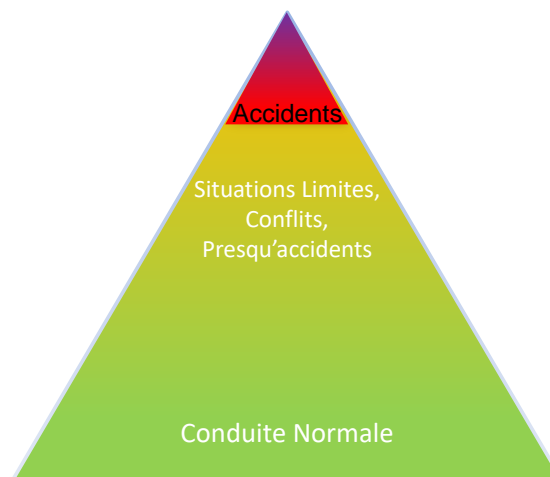 Accidents
Situations Limites,
Conflits,
Presqu’accidents
Conduite Normale